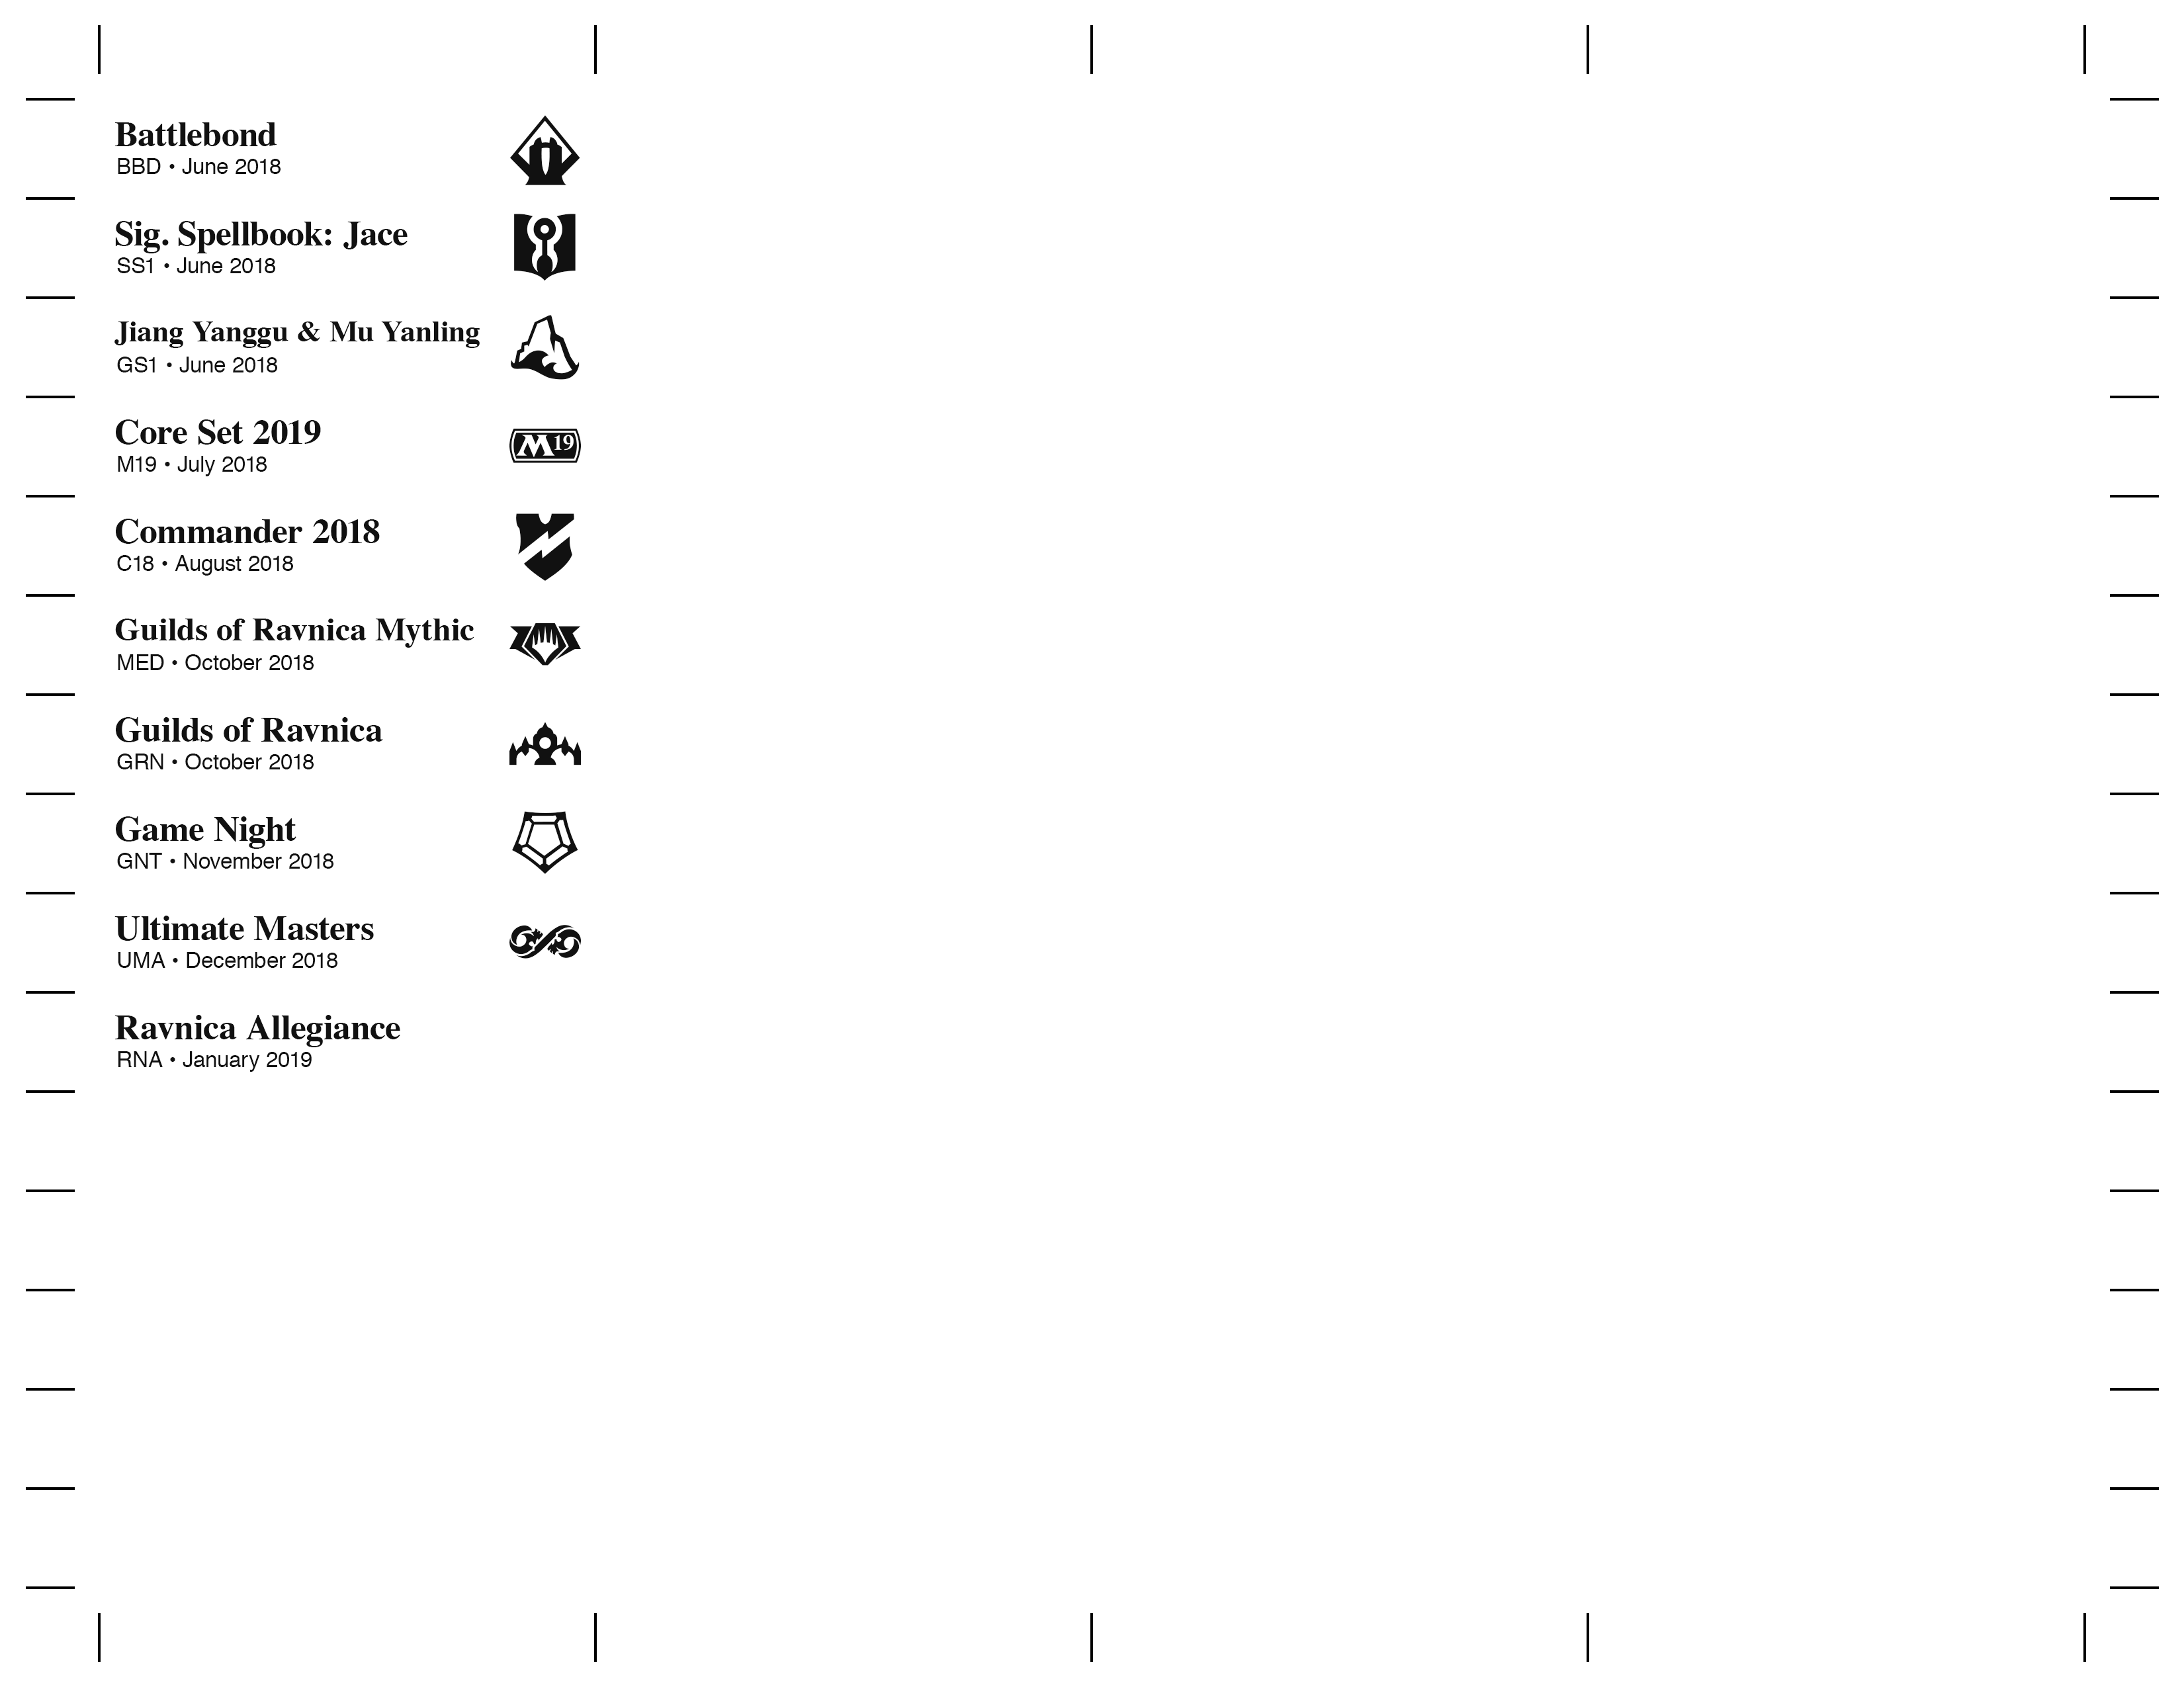 Battlebond
BBD • June 2018
Sig. Spellbook: Jace
SS1 • June 2018
Jiang Yanggu & Mu Yanling
GS1 • June 2018
Core Set 2019
M19 • July 2018
M19
Commander 2018
C18 • August 2018
Guilds of Ravnica Mythic
MED • October 2018
Guilds of Ravnica
GRN • October 2018
Game Night
GNT • November 2018
Ultimate Masters
UMA • December 2018
Ravnica Allegiance
RNA • January 2019